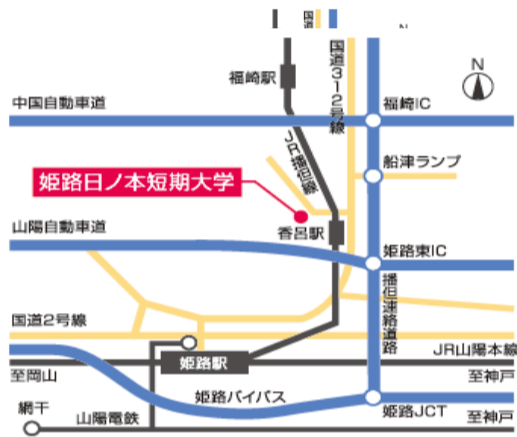 N
福崎駅
国道312号線
中国自動車道
福崎IC
JR播但線
船津ランプ
姫路日ノ本短期大学
山陽自動車道
香呂駅
姫路東IC
播但連絡道路
国道2号線
姫路駅
JR山陽本線
至岡山
至神戸
姫路バイパス
網干
山陽電鉄
姫路JCT
至神戸